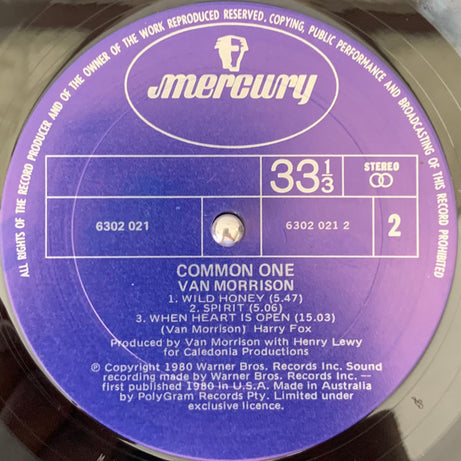 ALL RIGHTS OF THE RECORD PRODUCER AND OF THE OWNER OF THE WORK REPRODUCED RESERVED. COPYING, PUBLIC PERFORMANCE AND BROADCASTING OF THIS RECORD PROHIBITED
mercury
33 1/3
STEREO
6302 021
6302 021 2
2
COMMON ONE
VAN MORRISON
1. WILD HONEY (5.47)
2. SPIRIT (5.06)
3. WHEN HEART IS OPEN (15.03)
(Van Morrison) Harry Fox
Produced by Van Morrison with Henry Lewy
for Caledonia Productions
℗ Copyright 1980 Warner Bros. Records Inc. Sound
recording made by Warner Bros. Records Inc. —
first published 1980 in U.S.A. Made in Australia
by PolyGram Records Pty. Limited under
exclusive licence.